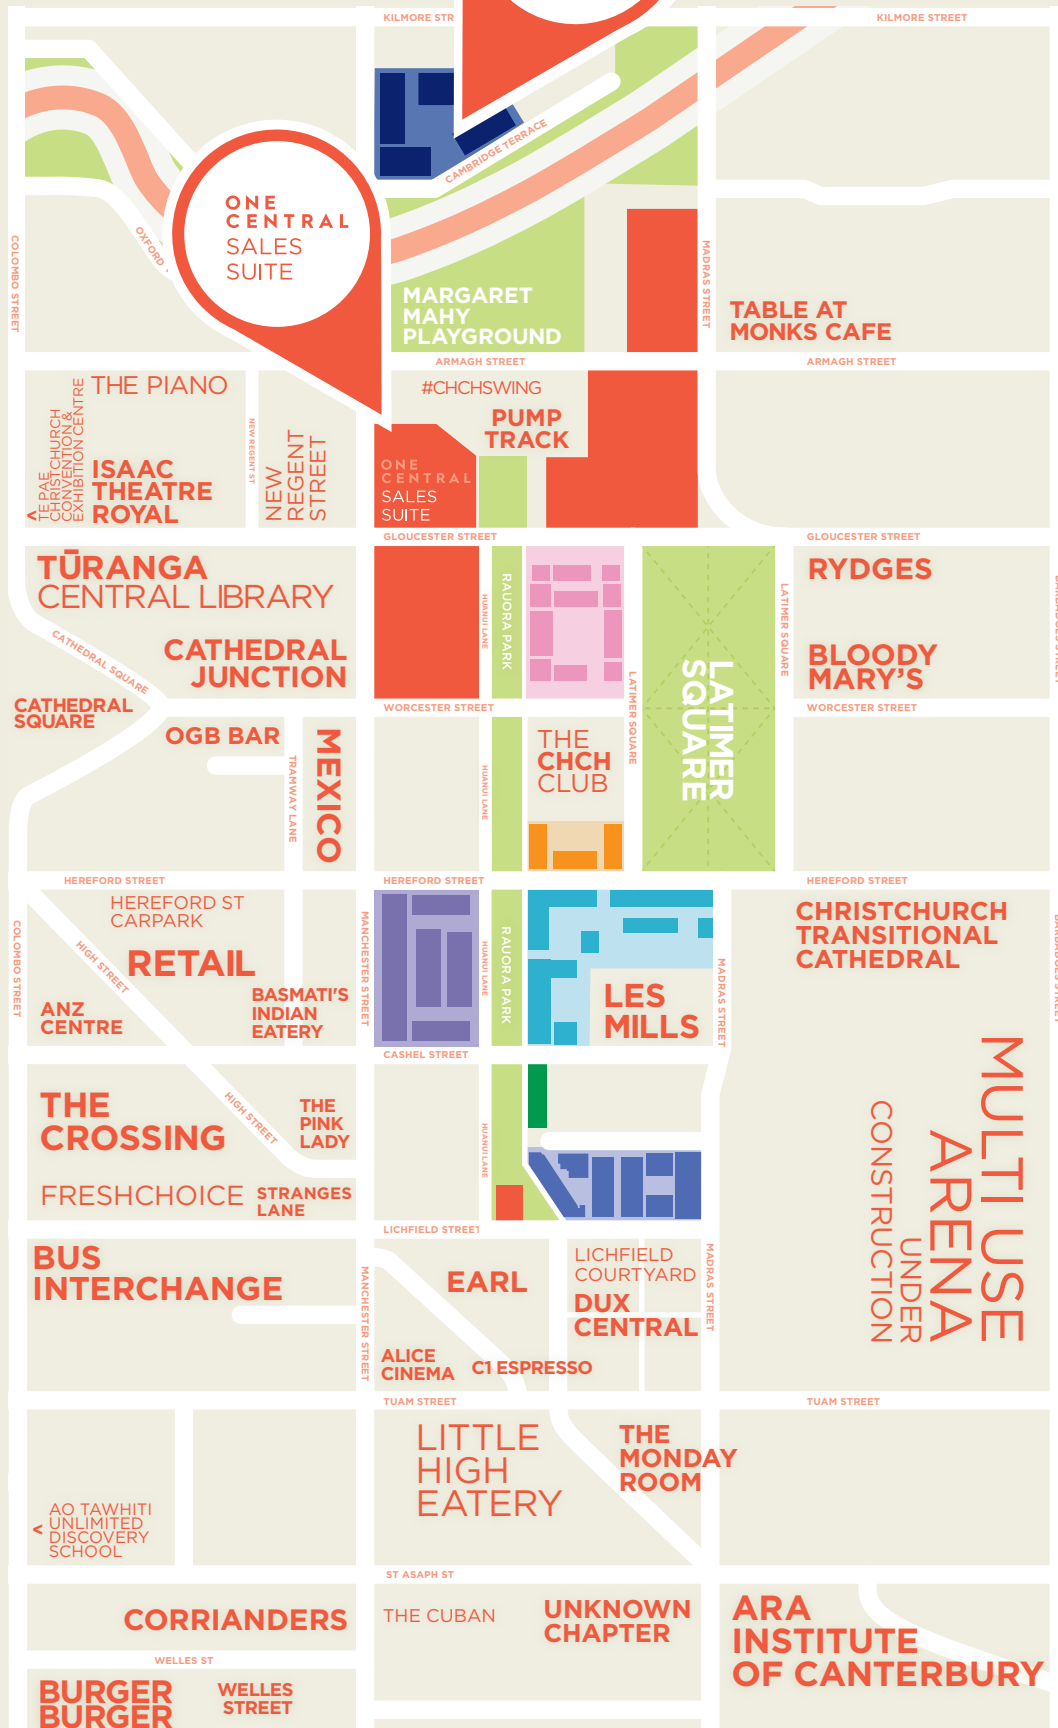 KILMORE STR
KILMORE STREET
CAMBRIDGE TERRACE
ONE
CENTRAL
SALES
SUITE
OXFORD
COLOMBO STREET
MADRAS STREET
MARGARET
MAHY
PLAYGROUND
TABLE AT
MONKS CAFE
ARMAGH STREET
ARMAGH STREET
THE PIANO
#CHCHSWING
PUMP
TRACK
<
TE PAE
CHRISTCHURCH
CONVENTION &
EXHIBITION CENTRE
ISAAC
THEATRE
ROYAL
NEW REGENT ST
NEW
REGENT
STREET
ONE
CENTRAL
SALES
SUITE
GLOUCESTER STREET
GLOUCESTER STREET
TŪRANGA
CENTRAL LIBRARY
HUANUI LANE
RAUORA PARK
LATIMER SQUARE
RYDGES
CATHEDRAL SQUARE
CATHEDRAL
JUNCTION
LATIMER
SQUARE
LATIMER SQUARE
BLOODY
MARY'S
CATHEDRAL
SQUARE
WORCESTER STREET
WORCESTER STREET
OGB BAR
TRAMWAY LANE
MEXICO
HUANUI LANE
THE
CHCH
CLUB
HEREFORD STREET
HEREFORD STREET
HEREFORD STREET
HEREFORD ST
CARPARK
COLOMBO STREET
HIGH STREET
RETAIL
MANCHESTER STREET
HUANUI LANE
RAUORA PARK
CHRISTCHURCH
TRANSITIONAL
CATHEDRAL
MADRAS STREET
ANZ
CENTRE
BASMATI'S
INDIAN
EATERY
LES
MILLS
CASHEL STREET
THE
CROSSING
HIGH STREET
THE
PINK
LADY
HUANUI LANE
MULTI USE
ARENA
UNDER
CONSTRUCTION
FRESHCHOICE
STRANGES
LANE
LICHFIELD STREET
BUS
INTERCHANGE
MANCHESTER STREET
EARL
LICHFIELD
COURTYARD
DUX
CENTRAL
MADRAS STREET
ALICE
CINEMA
C1 ESPRESSO
TUAM STREET
TUAM STREET
LITTLE
HIGH
EATERY
THE
MONDAY
ROOM
<
AO TAWHITI
UNLIMITED
DISCOVERY
SCHOOL
ST ASAPH ST
CORRIANDERS
THE CUBAN
UNKNOWN
CHAPTER
ARA
INSTITUTE
OF CANTERBURY
WELLES ST
BURGER
BURGER
WELLES
STREET